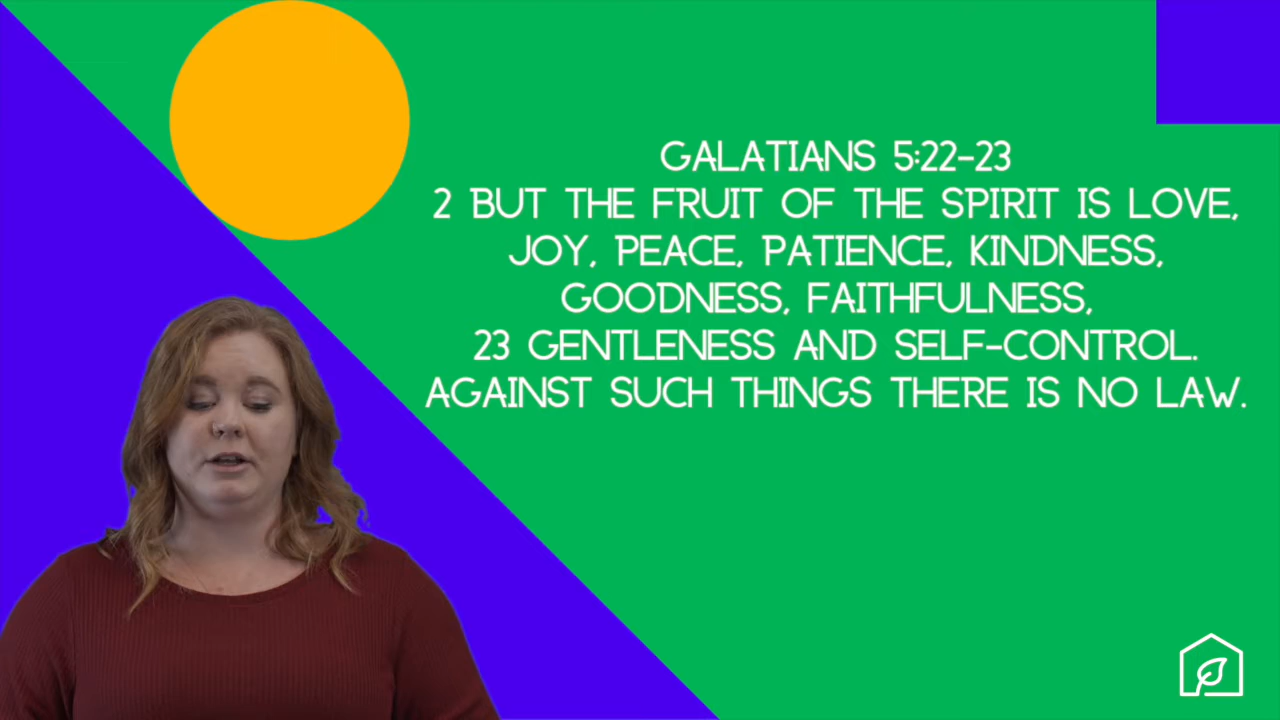 GALATIANS 5:22-23
2 BUT THE FRUIT OF THE SPIRIT IS LOVE,
JOY, PEACE, PATIENCE, KINDNESS,
GOODNESS, FAITHFULNESS,
23 GENTLENESS AND SELF-CONTROL.
AGAINST SUCH THINGS THERE IS NO LAW.